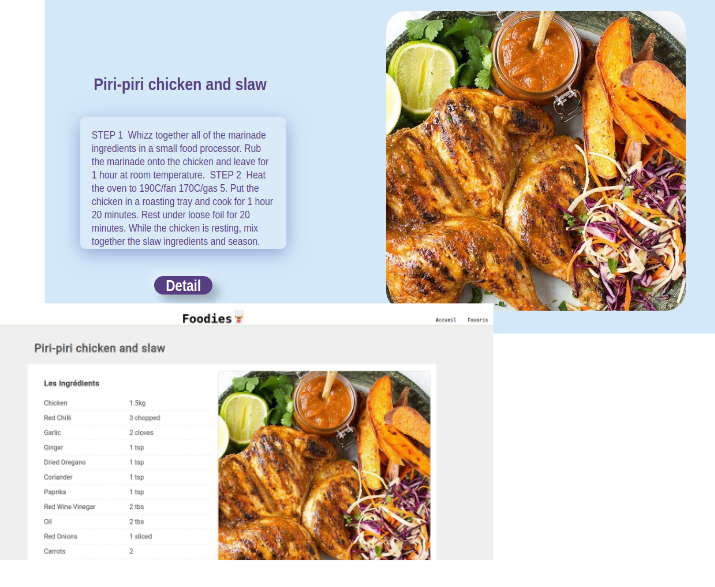 Piri-piri chicken and slaw
STEP 1  Whizz together all of the marinade
ingredients in a small food processor. Rub
the marinade onto the chicken and leave for
1 hour at room temperature.  STEP 2  Heat
the oven to 190C/fan 170C/gas 5. Put the
chicken in a roasting tray and cook for 1 hour
20 minutes. Rest under loose foil for 20
minutes. While the chicken is resting, mix
together the slaw ingredients and season.
Detail
Foodies
Accueil Favoris
Piri-piri chicken and slaw
Les Ingrédients
Chicken 1.5kg
Red Chilli 3 chopped
Garlic 2 cloves
Ginger 1 tsp
Dried Oregano 1 tsp
Coriander 1 tsp
Paprika 1 tsp
Red Wine Vinegar 2 tbs
Oil 2 tbs
Red Onions 1 sliced
Carrots 2